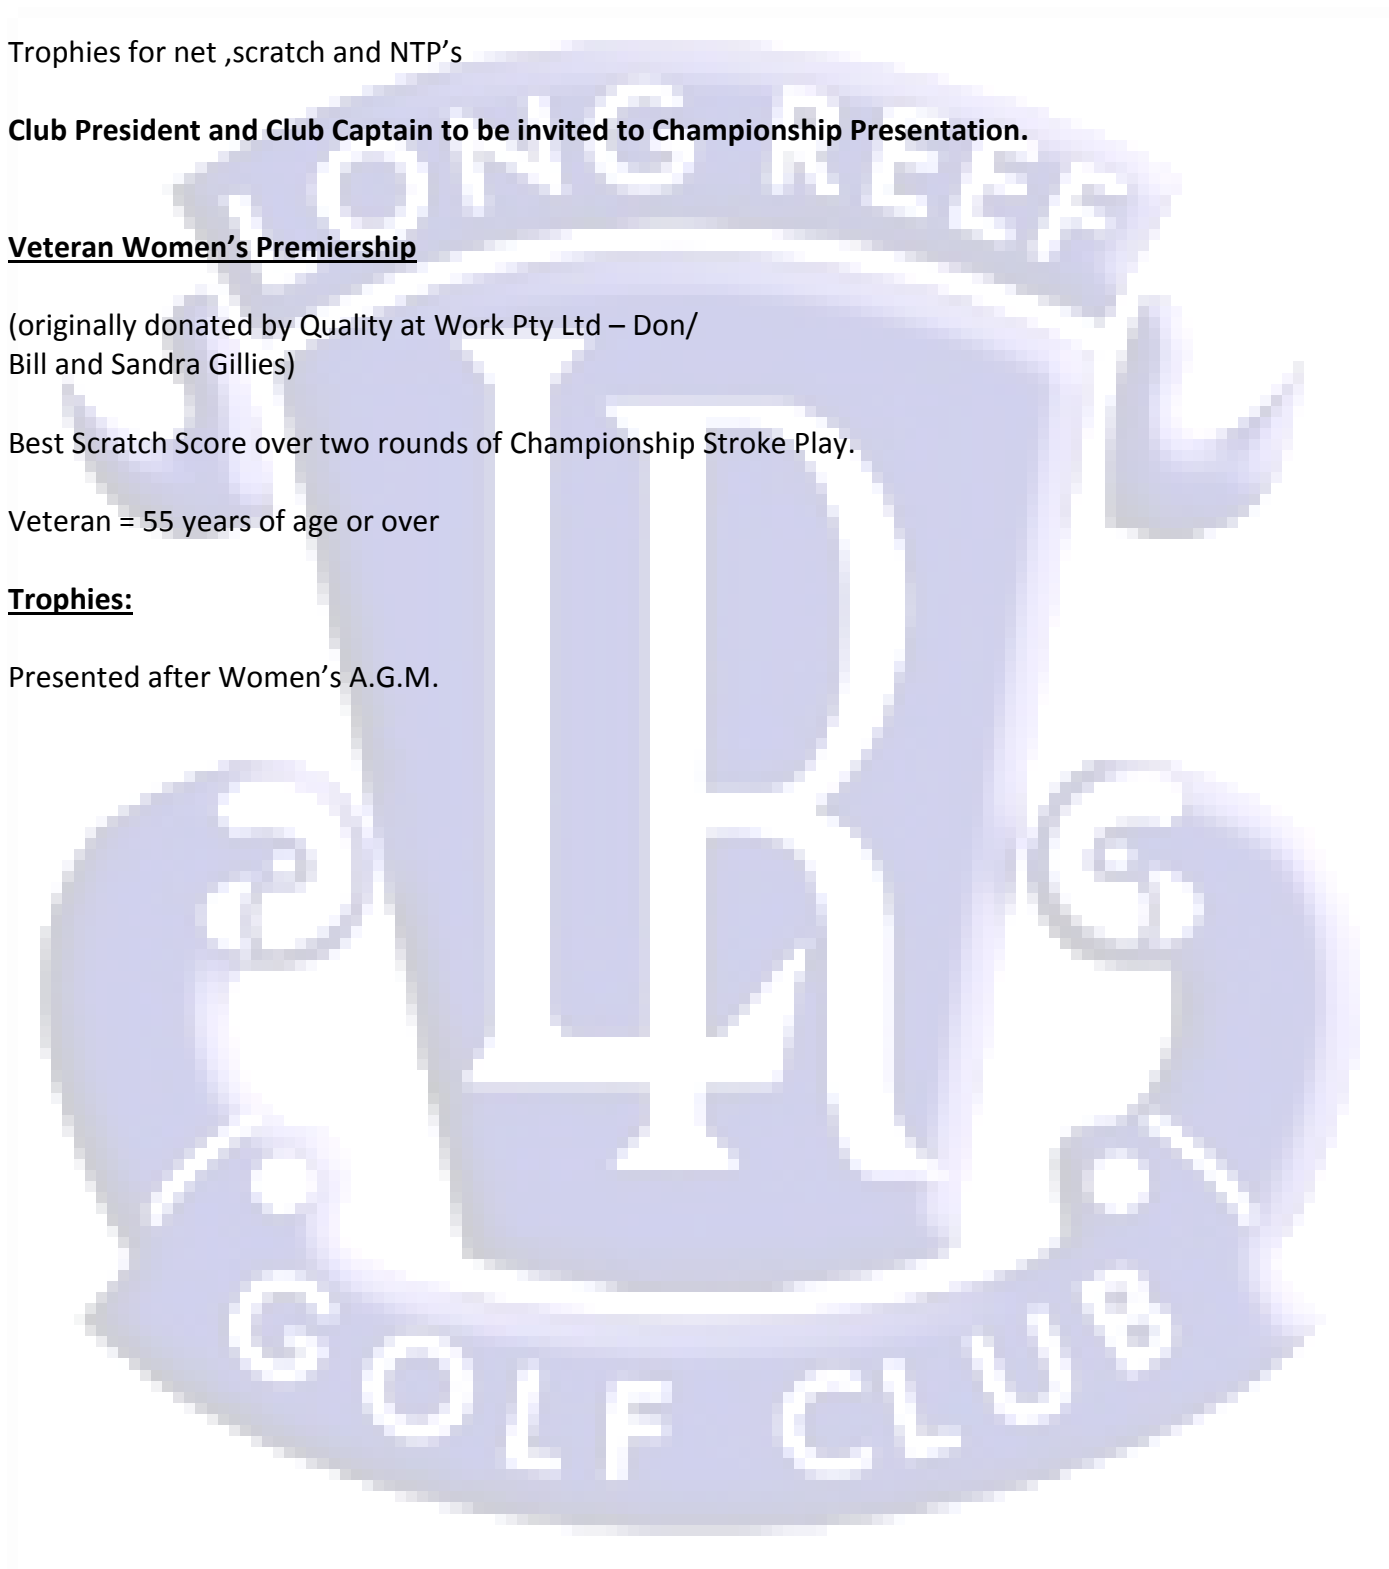 Trophies for net ,scratch and NTP’s
Club President and Club Captain to be invited to Championship Presentation.
LONG REEF
Veteran Women’s Premiership
(originally donated by Quality at Work Pty Ltd – Don/
Bill and Sandra Gillies)
Best Scratch Score over two rounds of Championship Stroke Play.
Veteran = 55 years of age or over
Trophies:
Presented after Women’s A.G.M.
LR
GOLF CLUB